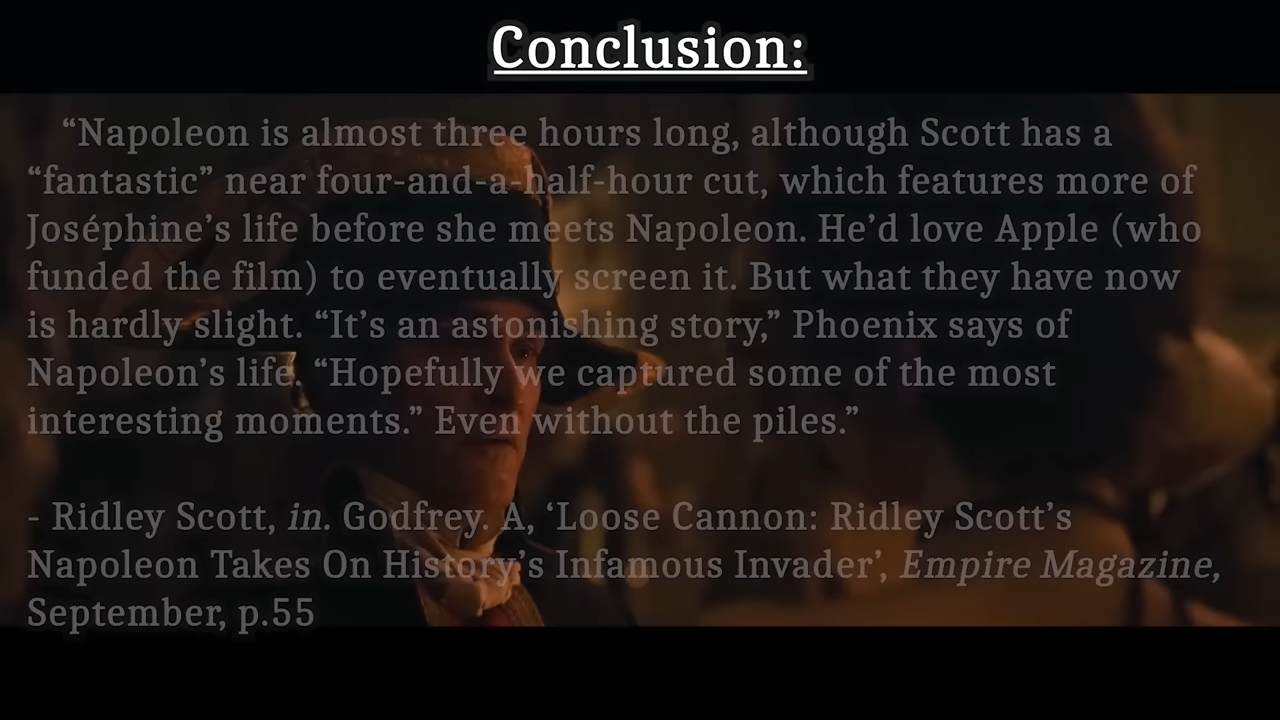 Conclusion:
“Napoleon is almost three hours long, although Scott has a
“fantastic” near four-and-a-half-hour cut, which features more of
Joséphine’s life before she meets Napoleon. He’d love Apple (who
funded the film) to eventually screen it. But what they have now
is hardly slight. “It’s an astonishing story,” Phoenix says of
Napoleon’s life. “Hopefully we captured some of the most
interesting moments.” Even without the piles.”
- Ridley Scott, in. Godfrey. A, ‘Loose Cannon: Ridley Scott’s
Napoleon Takes On History’s Infamous Invader’, Empire Magazine,
September, p.55